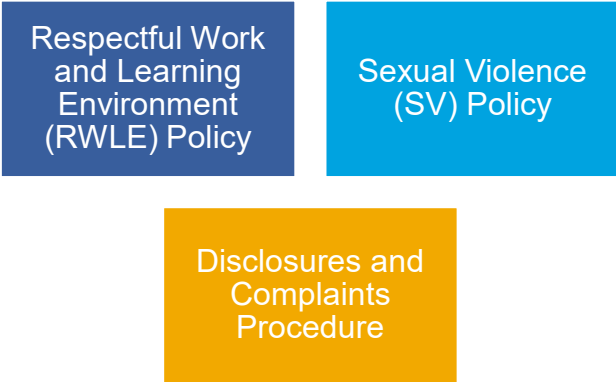 Respectful Work
and Learning
Environment
(RWLE) Policy
Sexual Violence
(SV) Policy
Disclosures and
Complaints
Procedure